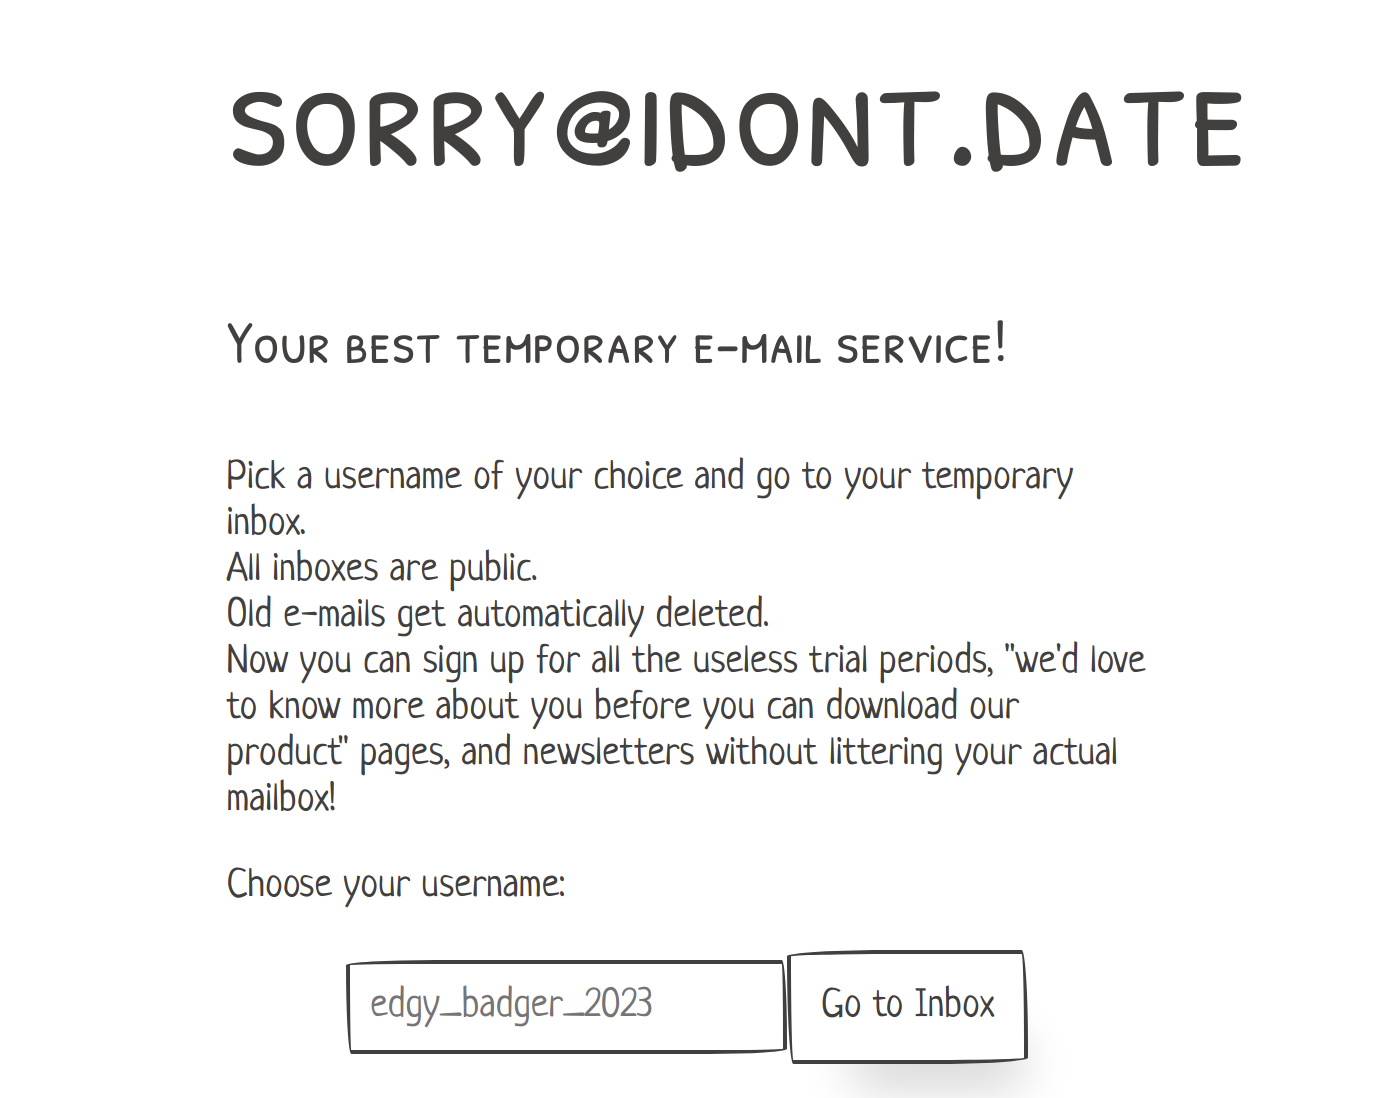 SORRY@IDONT.DATE
Your best temporary e-mail service!
Pick a username of your choice and go to your temporary
inbox.
All inboxes are public.
Old e-mails get automatically deleted.
Now you can sign up for all the useless trial periods, "we'd love
to know more about you before you can download our
product" pages, and newsletters without littering your actual
mailbox!
Choose your username:
edgy_badger_2023
Go to Inbox